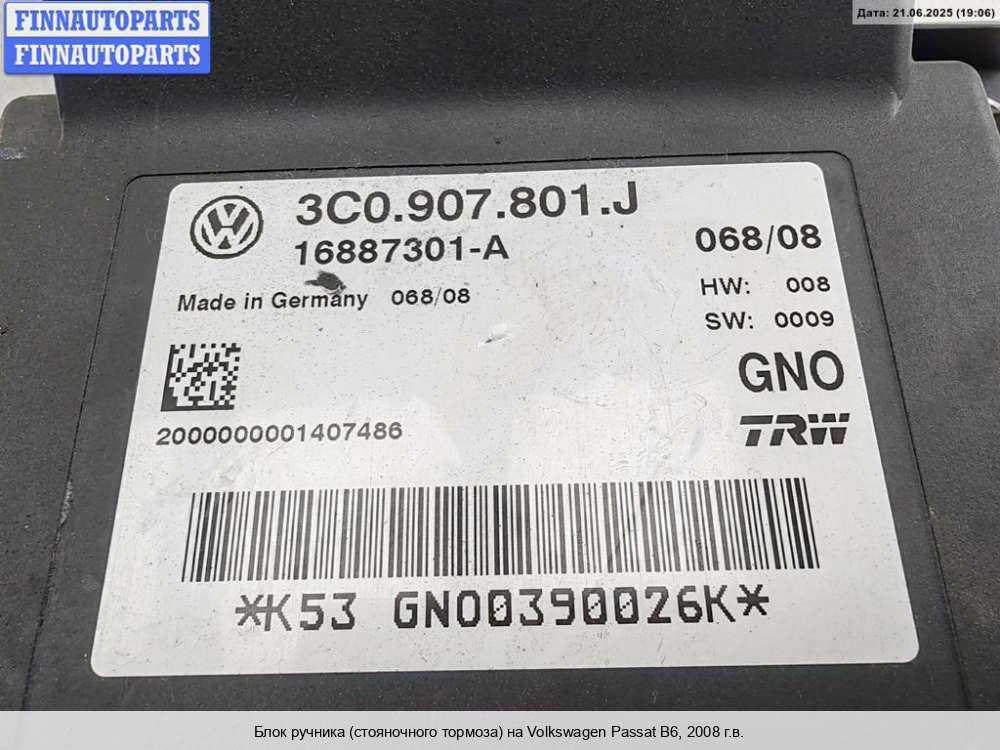 FINNAUTOPARTS
FINNAUTOPARTS
Дата: 21.06.2025 (19:06)
3C0.907.801.J
16887301-A
068/08
Made in Germany 068/08
HW: 008
SW: 0009
GNO
TRW
2000000001407486
*K53 GNO0390026K*
Блок ручника (стояночного тормоза) на Volkswagen Passat B6, 2008 г.в.